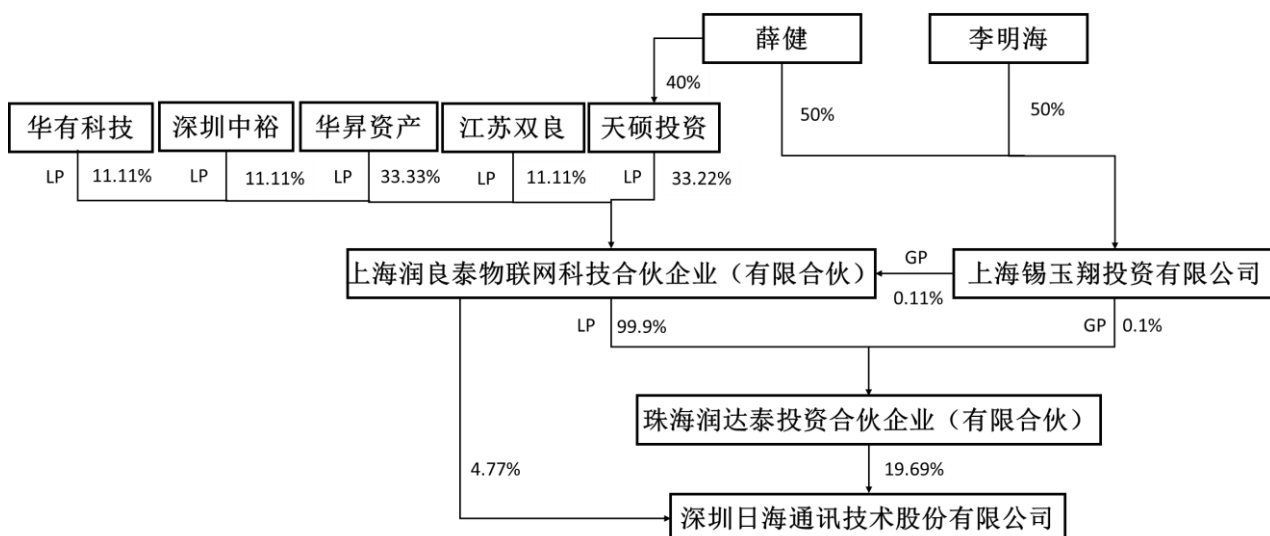 薛健
李明海
40%
50%
50%
华有科技
深圳中裕
华昇资产
江苏双良
天硕投资
LP 11.11%
LP 11.11%
LP 33.33%
LP 11.11%
LP 33.22%
上海润良泰物联网科技合伙企业（有限合伙）
GP
0.11%
上海锡玉翔投资有限公司
LP 99.9%
GP 0.1%
珠海润达泰投资合伙企业（有限合伙）
4.77%
19.69%
深圳日海通讯技术股份有限公司